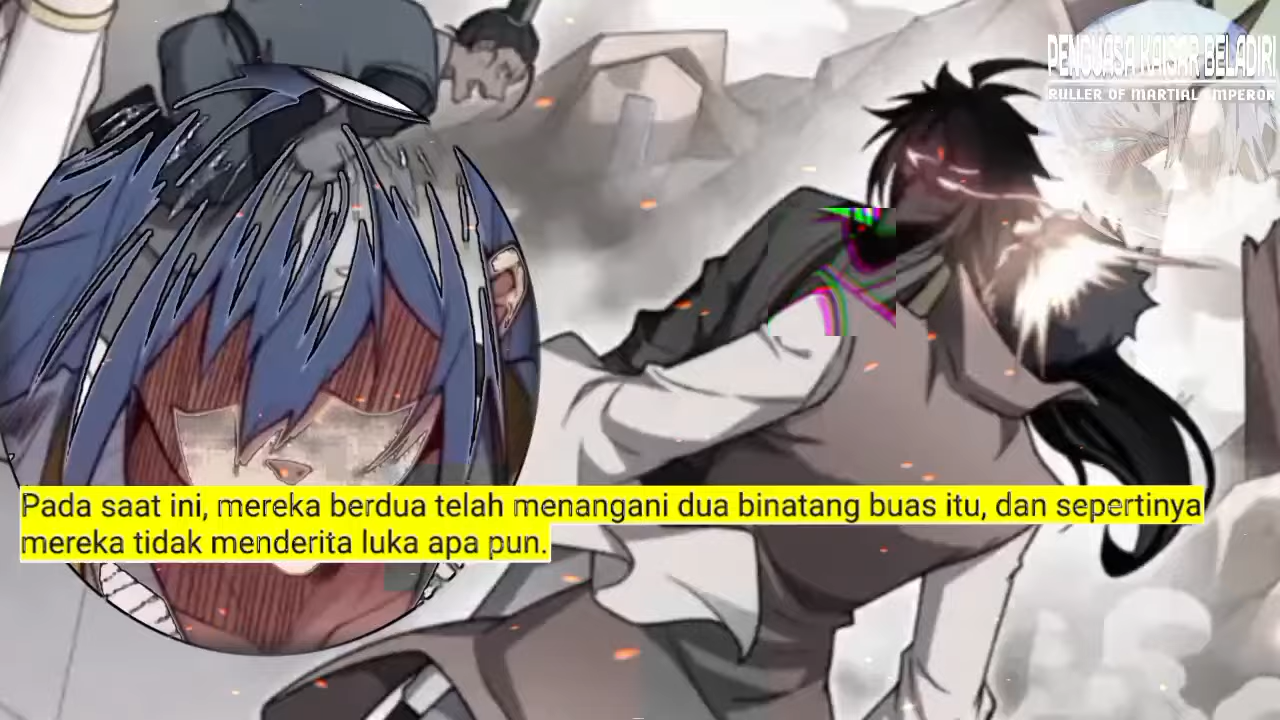 PENGUASA KAISAR BELADIRI
RULLER OF MARTIAL EMPEROR
Pada saat ini, mereka berdua telah menangani dua binatang buas itu, dan sepertinya
mereka tidak menderita luka apa pun.